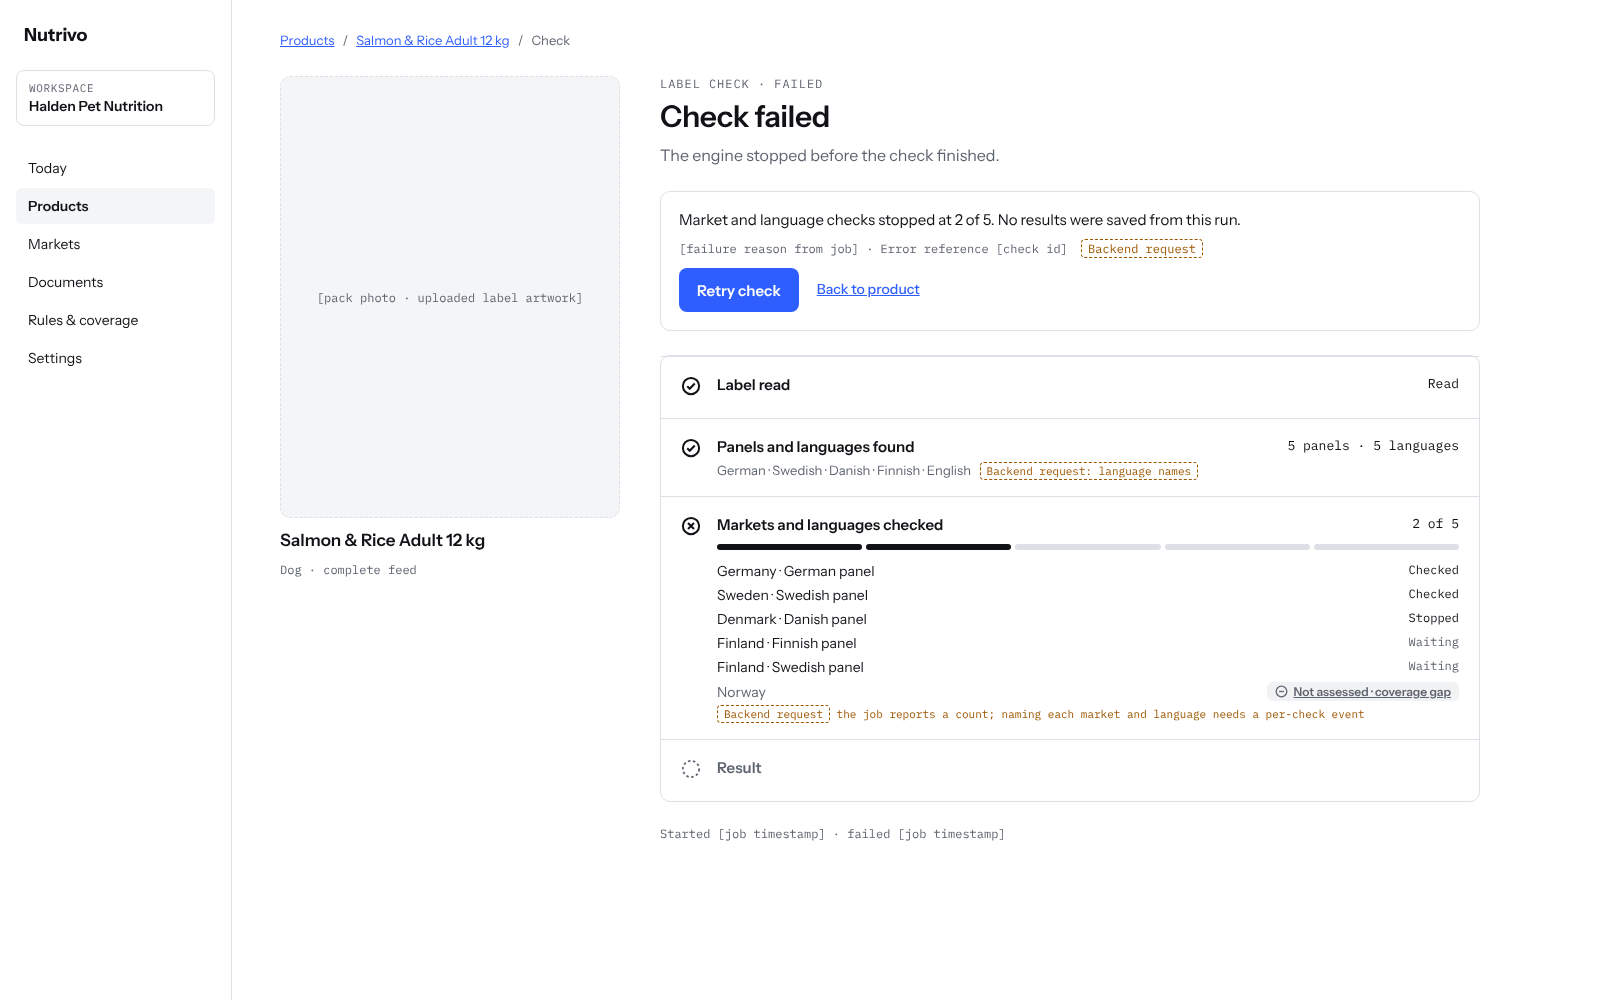 Nutrivo
WORKSPACE
Halden Pet Nutrition
Today
Products
Markets
Documents
Rules & coverage
Settings
Products / Salmon & Rice Adult 12 kg / Check
[pack photo · uploaded label artwork]
Salmon & Rice Adult 12 kg
Dog · complete feed
LABEL CHECK · FAILED
Check failed
The engine stopped before the check finished.
Market and language checks stopped at 2 of 5. No results were saved from this run.
[failure reason from job] · Error reference [check id] Backend request
Retry check Back to product
Label read Read
Panels and languages found 5 panels · 5 languages
German · Swedish · Danish · Finnish · English Backend request: language names
Markets and languages checked 2 of 5
Germany · German panel Checked
Sweden · Swedish panel Checked
Denmark · Danish panel Stopped
Finland · Finnish panel Waiting
Finland · Swedish panel Waiting
Norway Not assessed · coverage gap
Backend request the job reports a count; naming each market and language needs a per-check event
Result
Started [job timestamp] · failed [job timestamp]